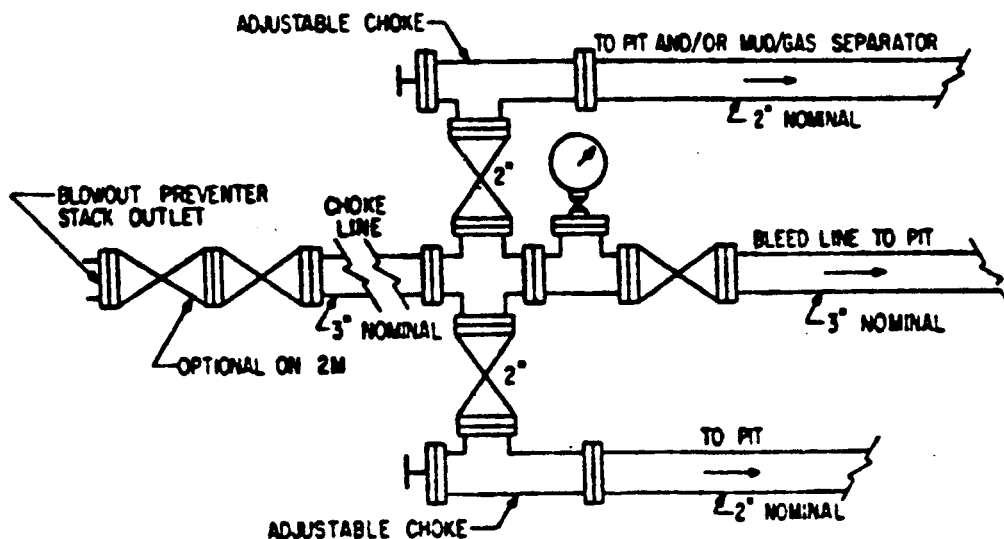 ADJUSTABLE CHOKE
TO PIT AND/OR MUD/GAS SEPARATOR
2" NOMINAL
2"
BLOWOUT PREVENTER
STACK OUTLET
CHOKE
LINE
BLEED LINE TO PIT
3" NOMINAL
3" NOMINAL
OPTIONAL ON 2M
2"
TO PIT
2" NOMINAL
ADJUSTABLE CHOKE